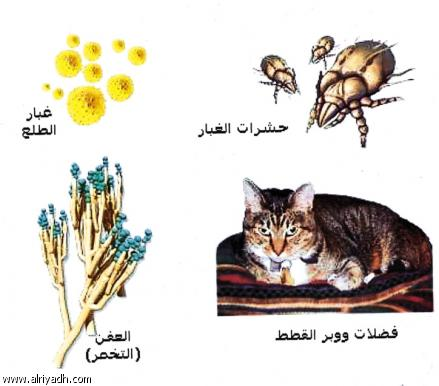 غبار
الطلع
حشرات الغبار
العفن
(التخمر)
فضلات ووبر القطط
www.alriyadh.com